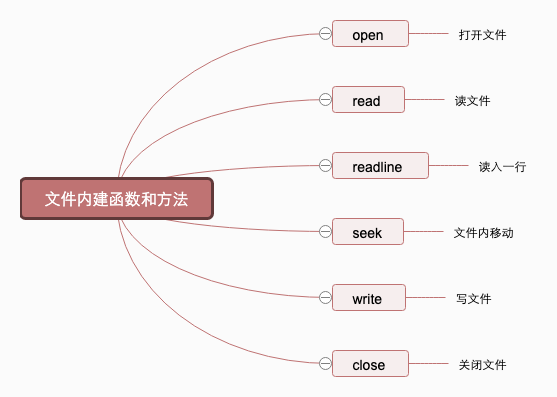 open 打开文件
read 读文件
readline 读入一行
文件内建函数和方法
seek 文件内移动
write 写文件
close 关闭文件